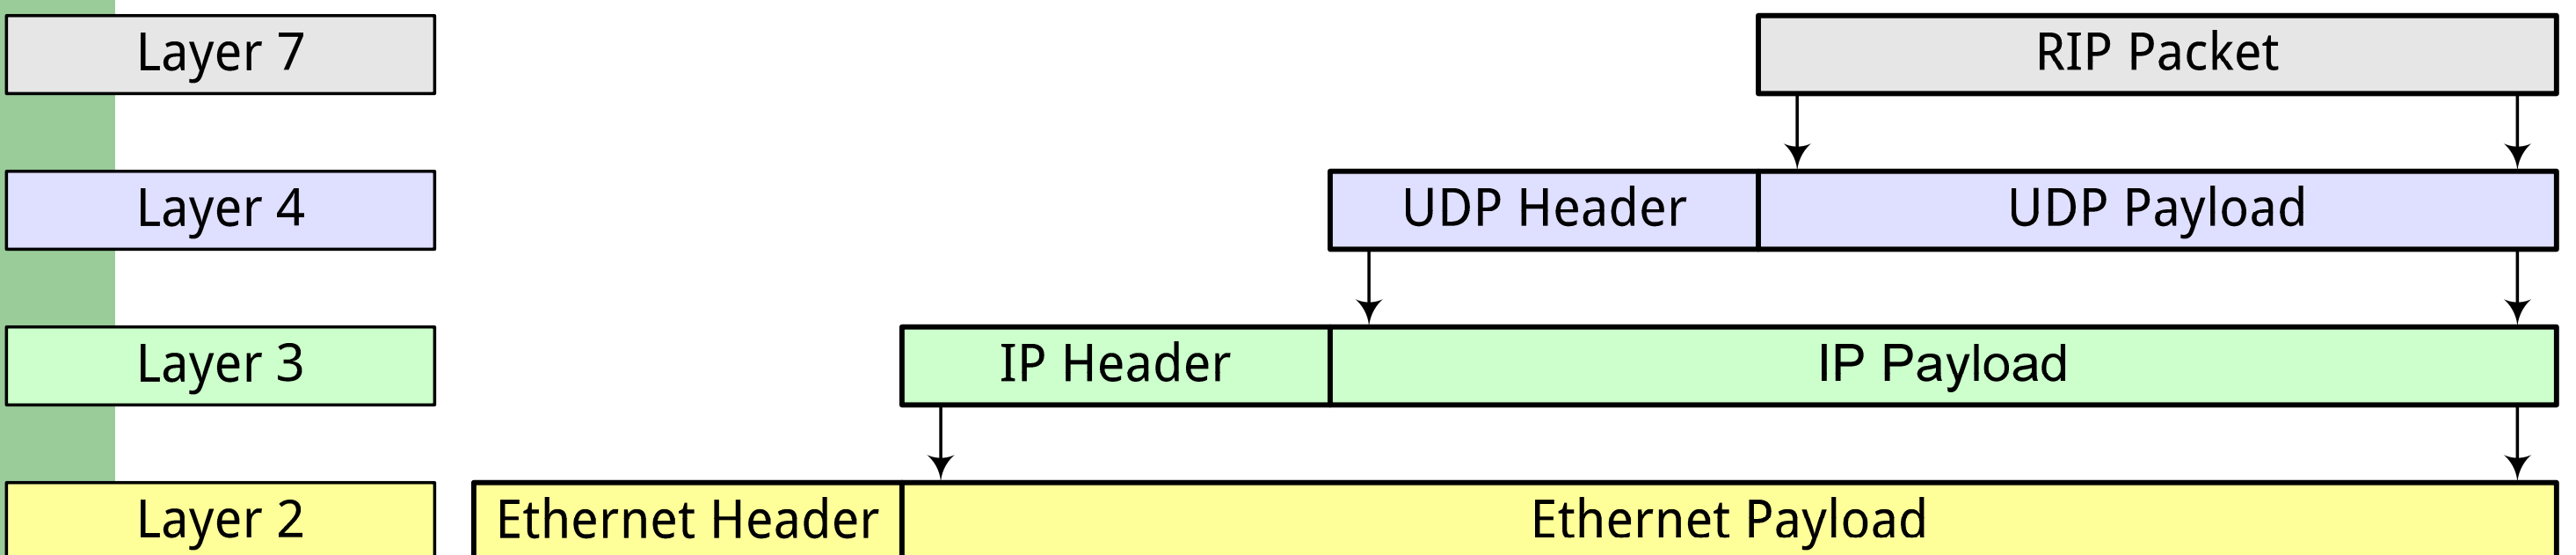 Layer 7 RIP Packet
Layer 4 UDP Header UDP Payload
Layer 3 IP Header IP Payload
Layer 2 Ethernet Header Ethernet Payload